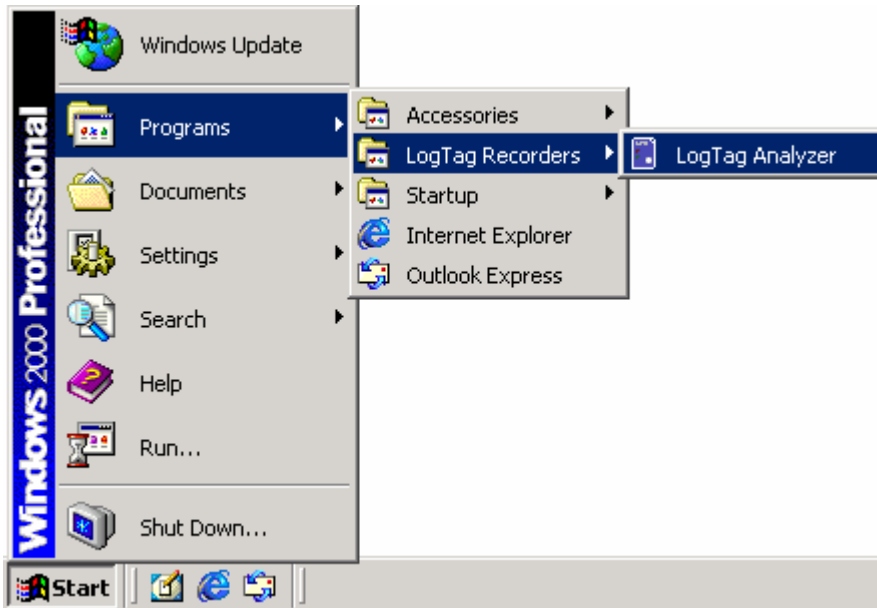 Windows 2000 Professional
Windows Update
Programs
Documents
Settings
Search
Help
Run...
Shut Down...
Accessories
LogTag Recorders
Startup
Internet Explorer
Outlook Express
LogTag Analyzer
Start